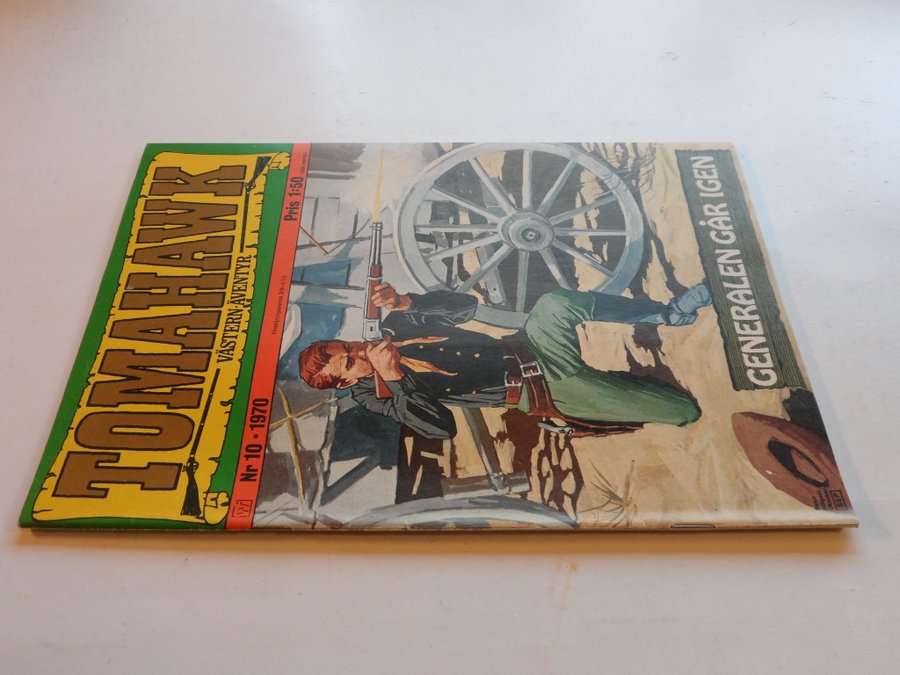 TOMAHAWK
VÄSTERN-ÄVENTYR
Nr 10 • 1970
Pris 1:50
GENERALEN GÅR IGEN